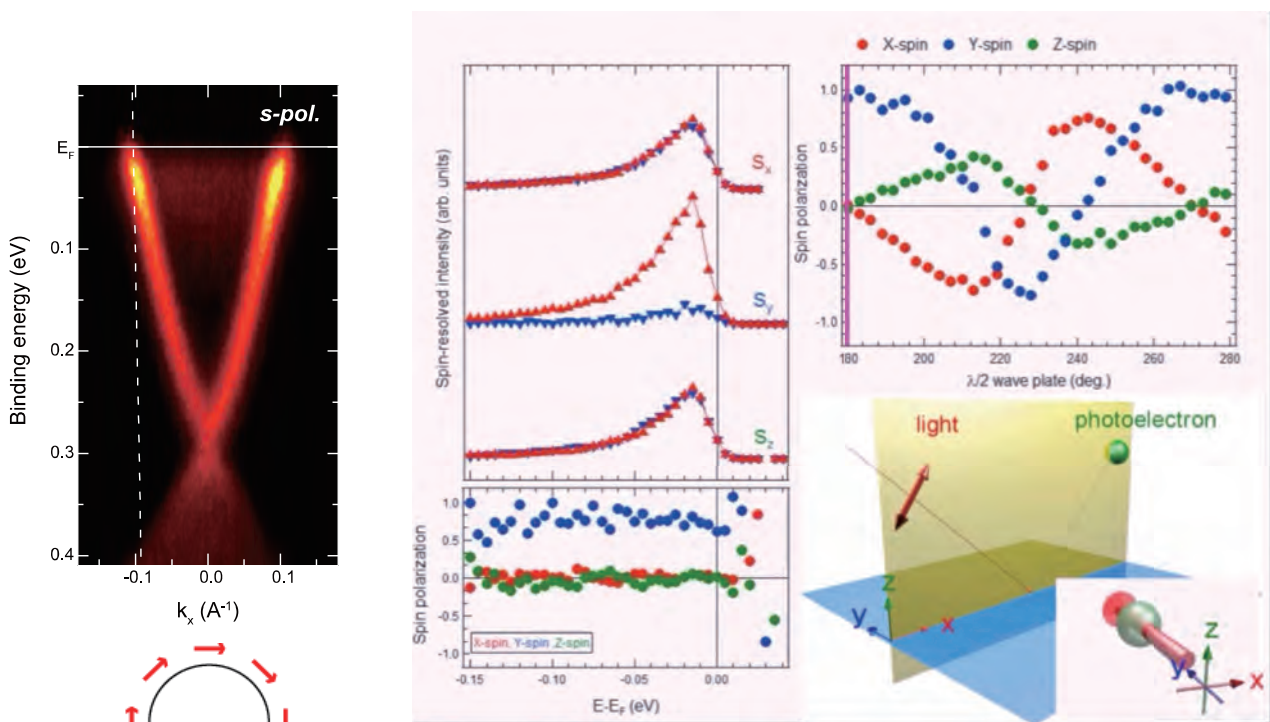 s-pol.
E_F
0.1
0.2
0.3
0.4
Binding energy (eV)
-0.1
0.0
0.1
k_x (A⁻¹)
Spin-resolved intensity (arb. units)
S_x
S_y
S_z
1.0
0.5
0.0
-0.5
-1.0
Spin polarization
X-spin, Y-spin, Z-spin
-0.15
-0.10
-0.05
0.00
E-E_F (eV)
X-spin
Y-spin
Z-spin
1.0
0.5
0.0
-0.5
-1.0
Spin polarization
180
200
220
240
260
280
λ/2 wave plate (deg.)
light
photoelectron
Z
y
x
Z
y
x